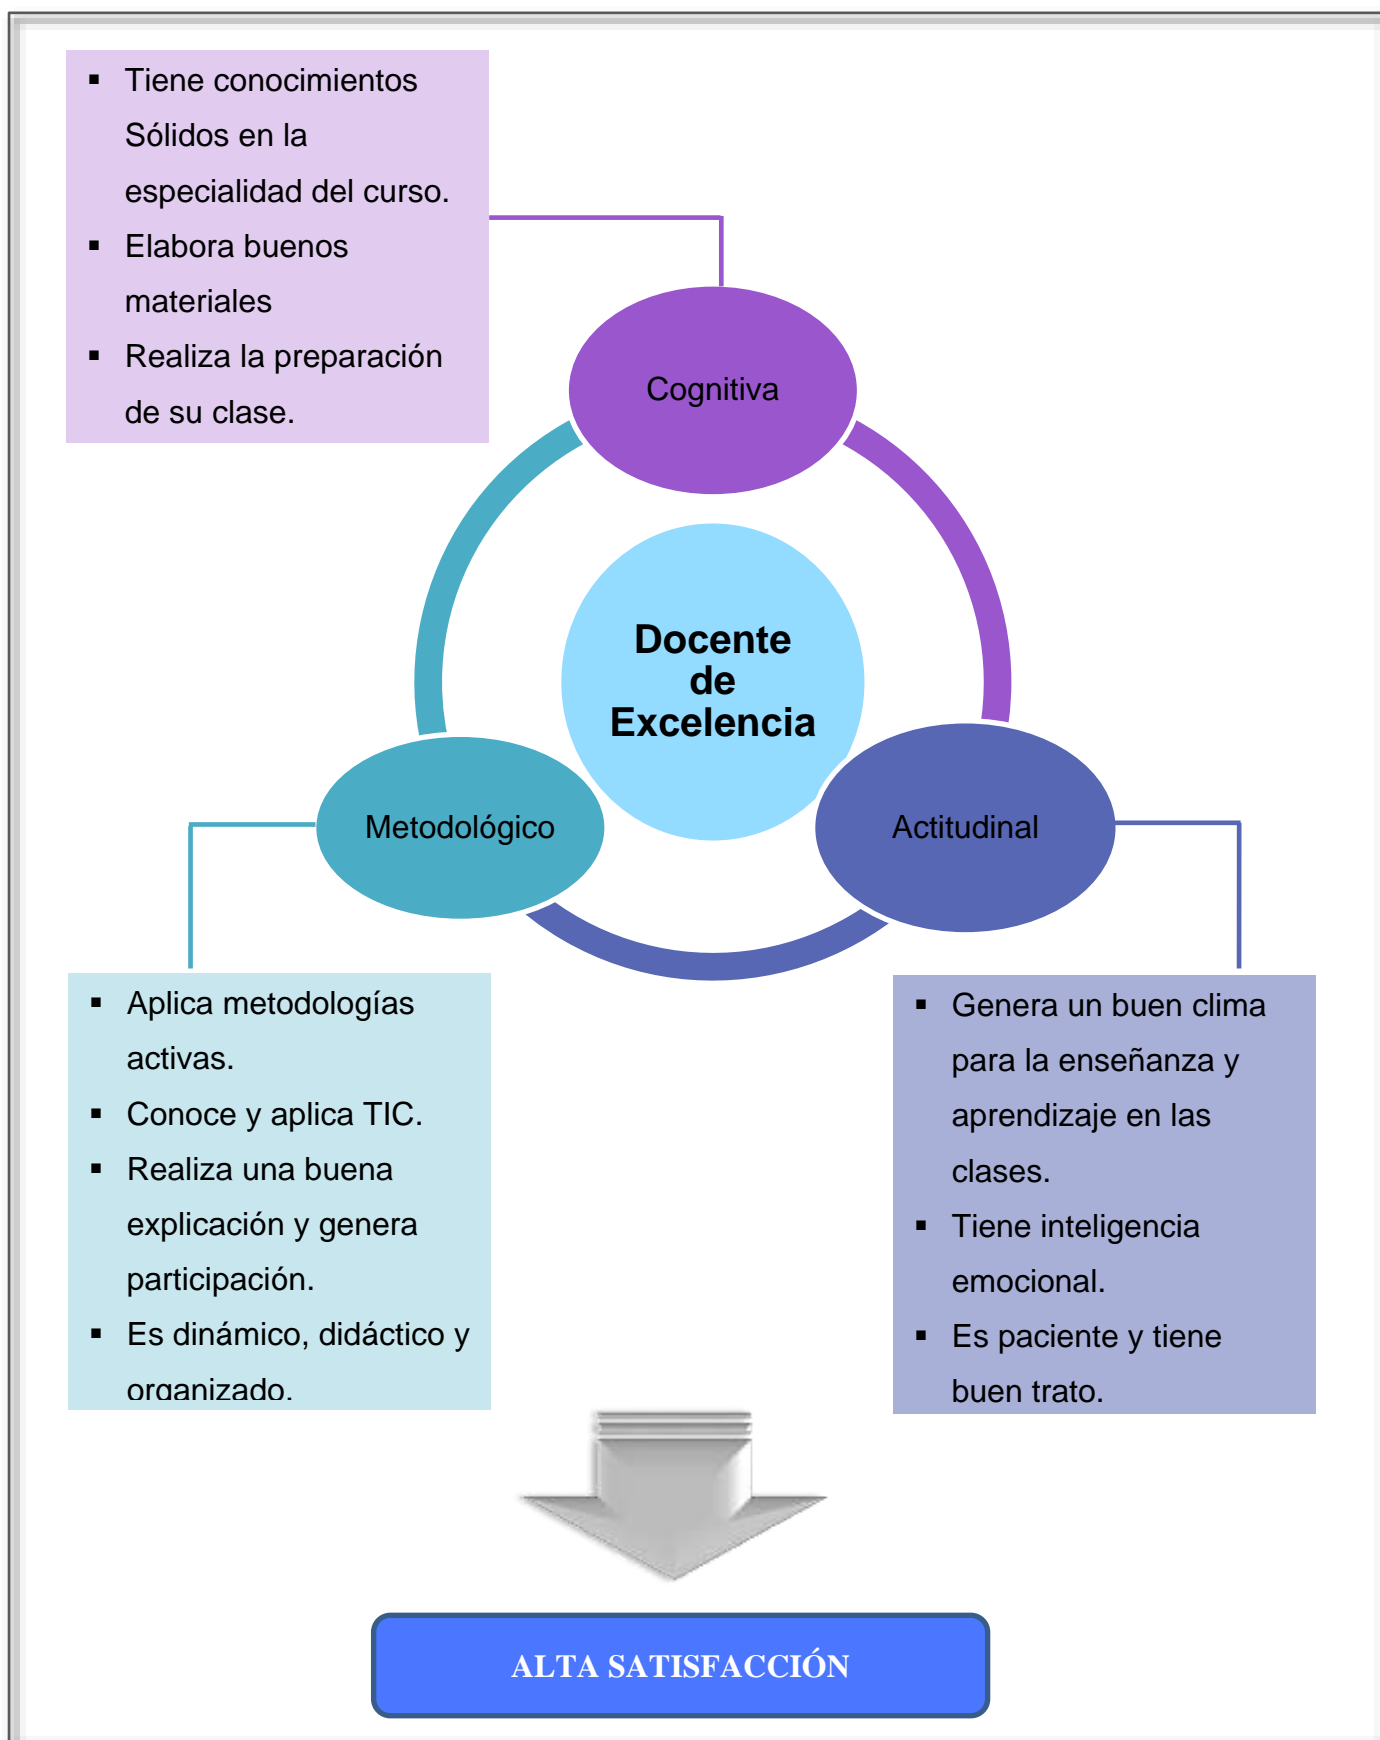 ▪ Tiene conocimientos
Sólidos en la
especialidad del curso.
▪ Elabora buenos
materiales
▪ Realiza la preparación
de su clase.
Cognitiva
Docente
de
Excelencia
Metodológico
Actitudinal
▪ Aplica metodologías
activas.
▪ Conoce y aplica TIC.
▪ Realiza una buena
explicación y genera
participación.
▪ Es dinámico, didáctico y
organizado.
▪ Genera un buen clima
para la enseñanza y
aprendizaje en las
clases.
▪ Tiene inteligencia
emocional.
▪ Es paciente y tiene
buen trato.
ALTA SATISFACCIÓN